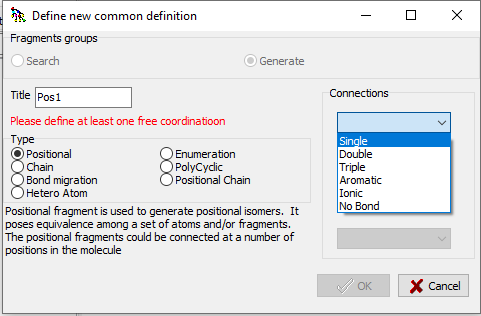 Define new common definition
Fragments groups
Search
Generate
Title
Pos1
Please define at least one free coordinatioon
Type
Positional
Enumeration
Chain
PolyCyclic
Bond migration
Positional Chain
Hetero Atom
Positional fragment is used to generate positional isomers. It
poses equivalence among a set of atoms and/or fragments.
The positional fragments could be connected at a number of
positions in the molecule
Connections
Single
Double
Triple
Aromatic
Ionic
No Bond
OK
Cancel